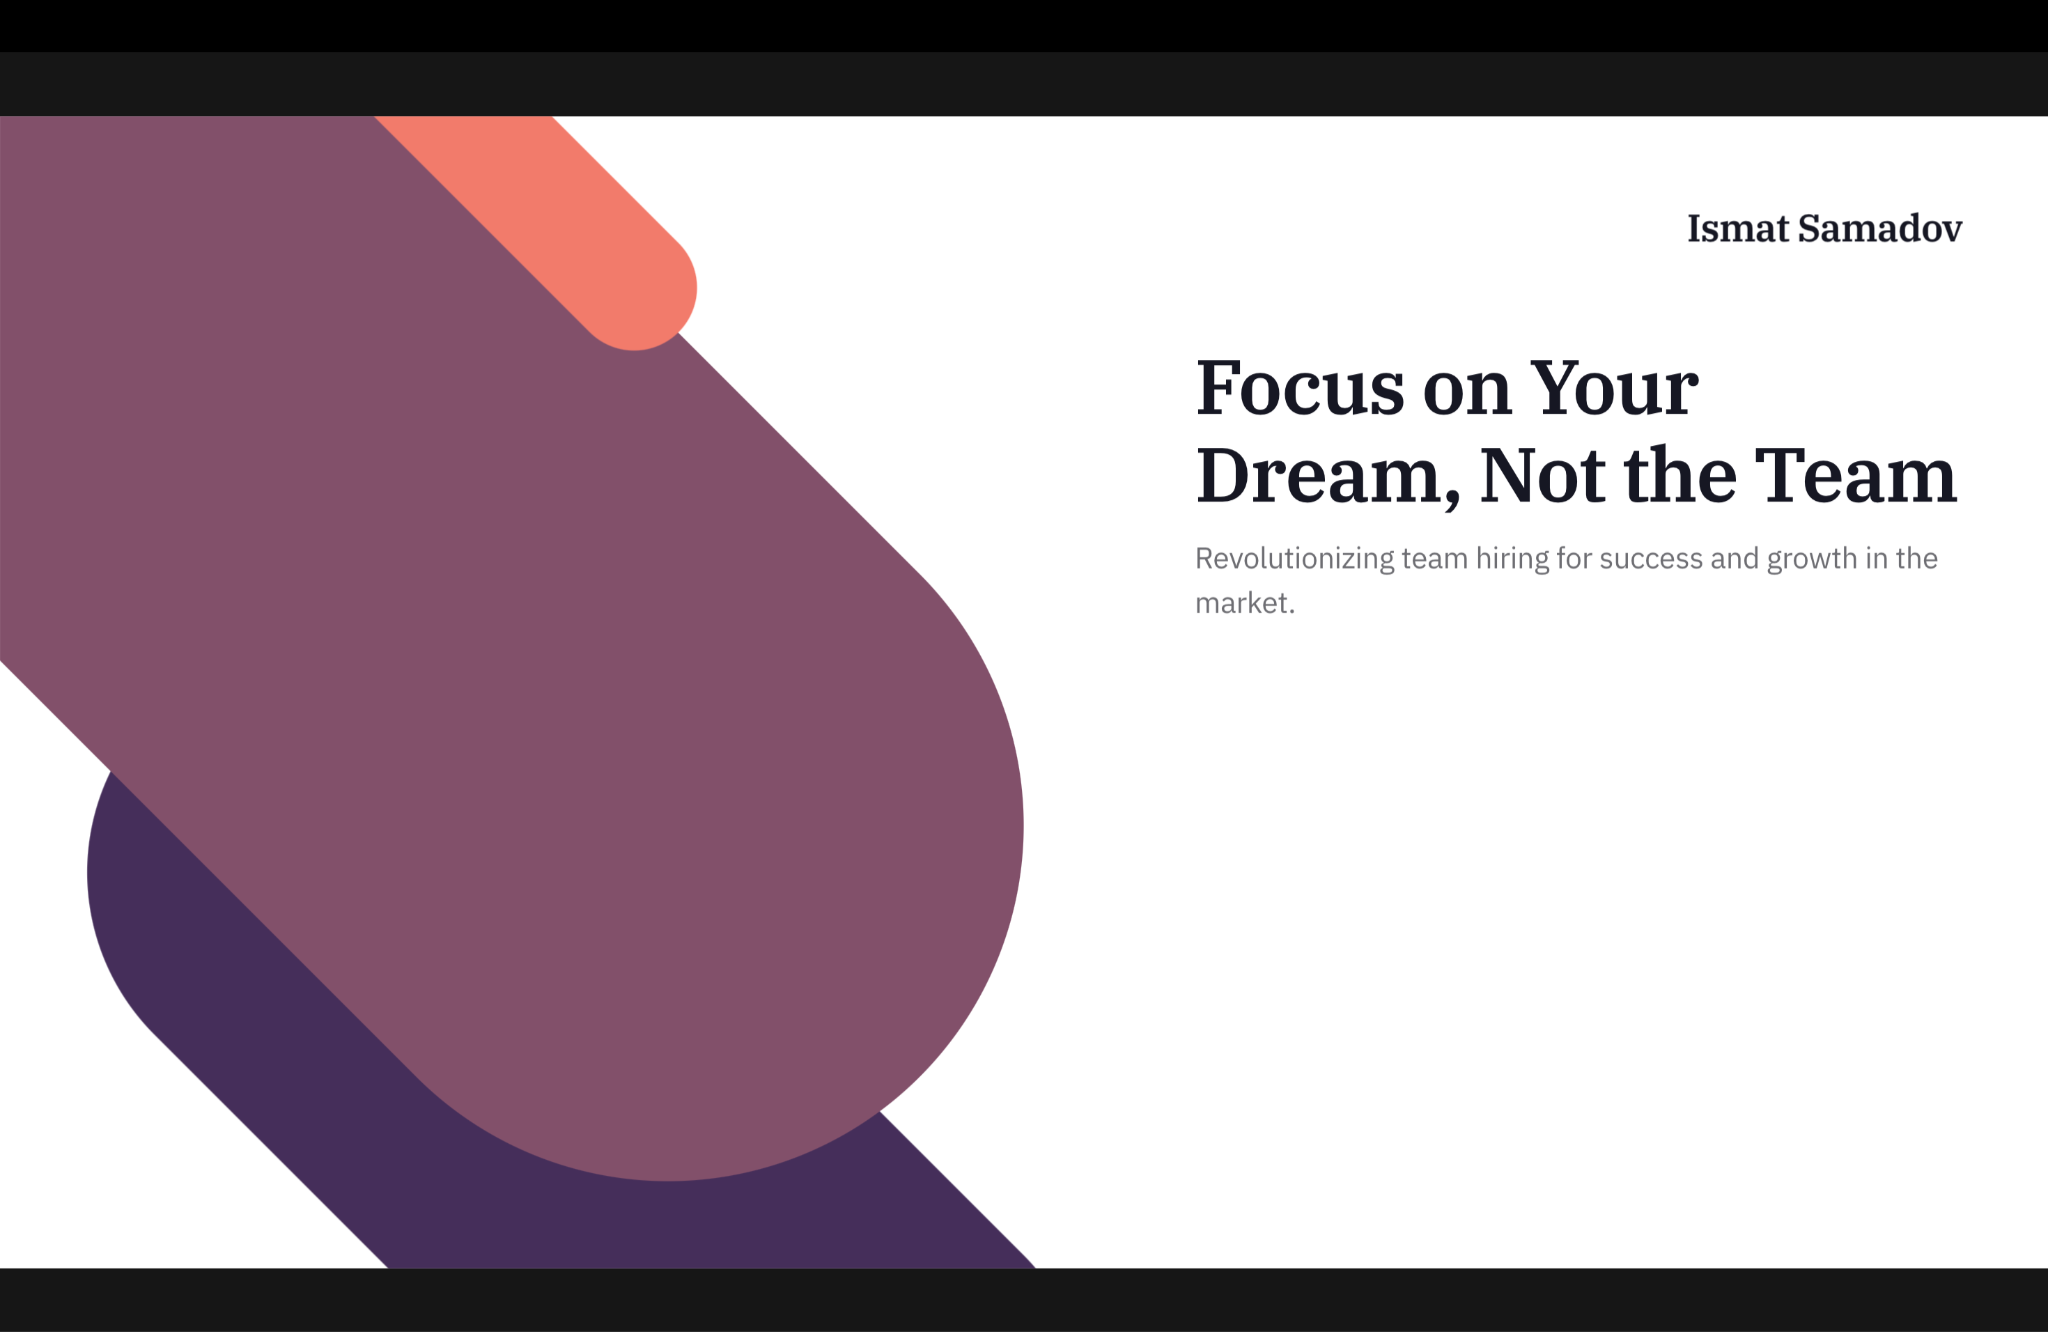 Ismat Samadov
Focus on Your
Dream, Not the Team
Revolutionizing team hiring for success and growth in the
market.